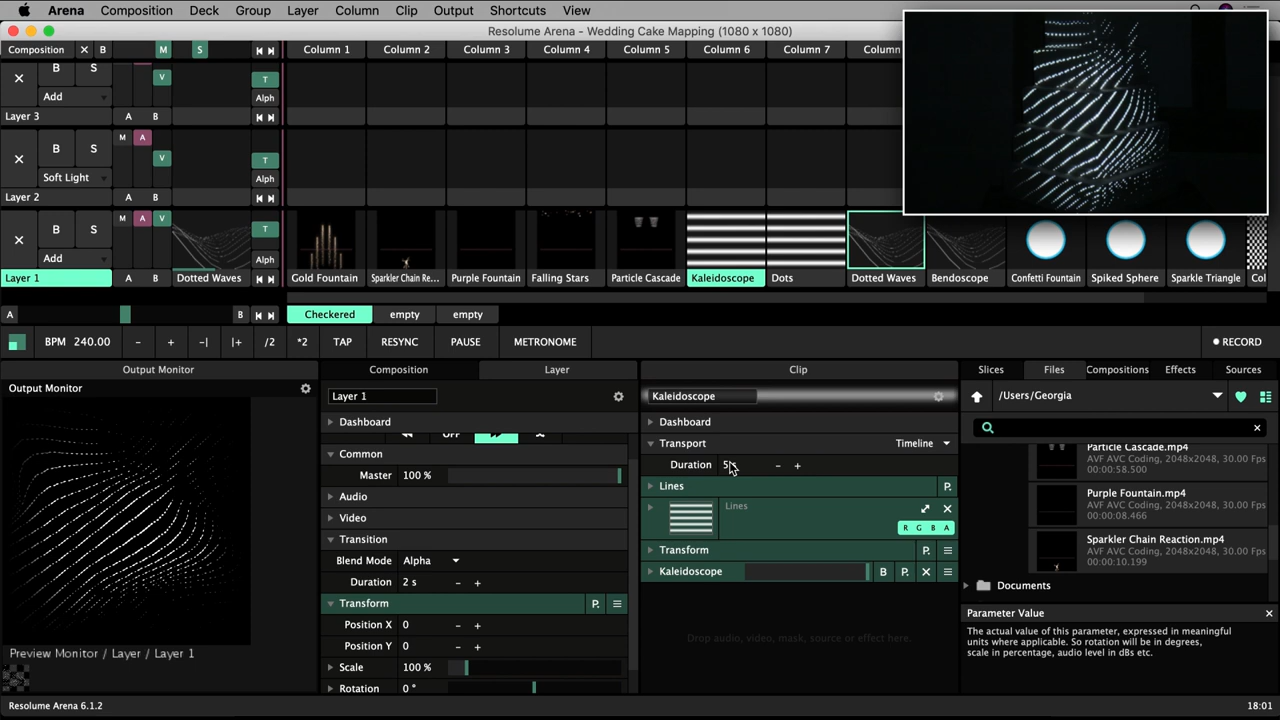 Arena Composition Deck Group Layer Column Clip Output Shortcuts View
Resolume Arena - Wedding Cake Mapping (1080 x 1080)
Composition B M S Column 1 Column 2 Column 3 Column 4 Column 5 Column 6 Column 7 Colum
B S V T
Add Alph
Layer 3 A B
M A
B S V T
Soft Light Alph
Layer 2 A B
M A V
B S T
Add Alph
Layer 1 A B Dotted Waves Gold Fountain Sparkler Chain Re... Purple Fountain Falling Stars Particle Cascade Kaleidoscope Dots Dotted Waves Bendoscope Confetti Fountain Spiked Sphere Sparkle Triangle Col
A B Checkered empty empty
BPM 240.00 - + -| |+ /2 *2 TAP RESYNC PAUSE METRONOME RECORD
Output Monitor Composition Layer Clip Slices Files Compositions Effects Sources
Output Monitor
Preview Monitor / Layer / Layer 1
Layer 1
Dashboard
OFF
Common
Master 100 %
Audio
Video
Transition
Blend Mode Alpha
Duration 2 s - +
Transform P.
Position X 0 - +
Position Y 0 - +
Scale 100 %
Rotation 0 °
Kaleidoscope
Dashboard
Transport Timeline
Duration - +
Lines P.
Lines
R G B A
Transform P.
Kaleidoscope B P.
/Users/Georgia
Particle Cascade.mp4
AVF AVC Coding, 2048x2048, 30.00 Fps
00:00:58.500
Purple Fountain.mp4
AVF AVC Coding, 2048x2048, 30.00 Fps
00:00:08.466
Sparkler Chain Reaction.mp4
AVF AVC Coding, 2048x2048, 30.00 Fps
00:00:10.199
Documents
Parameter Value
The actual value of this parameter, expressed in meaningful
units where applicable. So rotation will be in degrees,
scale in percentage, audio level in dBs etc.
Drop audio, video, mask, source or effect here.
Resolume Arena 6.1.2 18:01